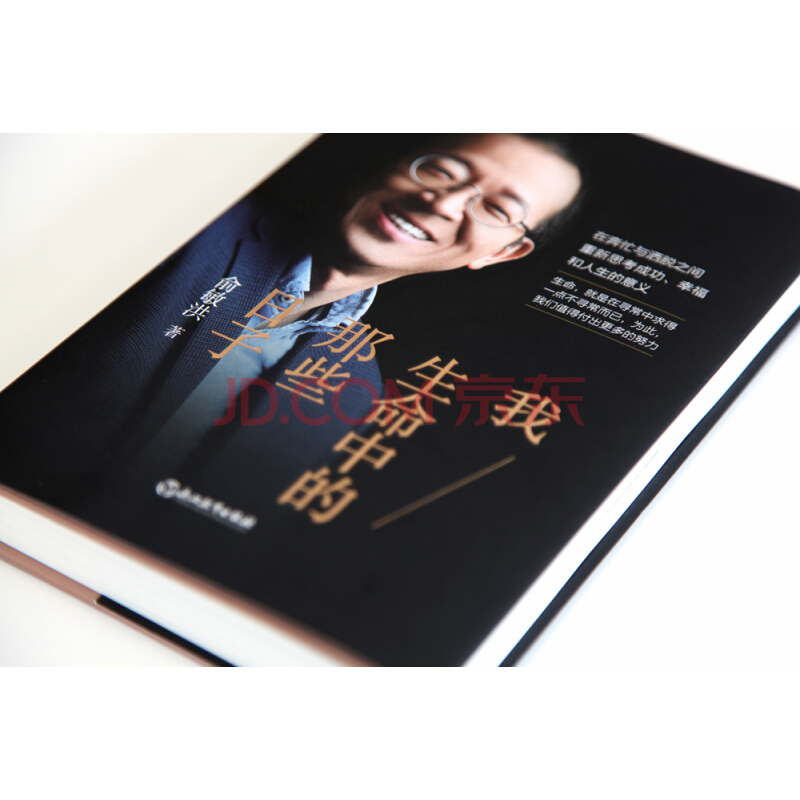 在奔忙与洒脱之间
重新思考成功、幸福
和人生的意义
生命，就是在寻常中求得
一点不寻常而已，为此，
我们值得付出更多的努力
我
生命中的
那些
日子
俞敏洪 著
JD.COM 京东